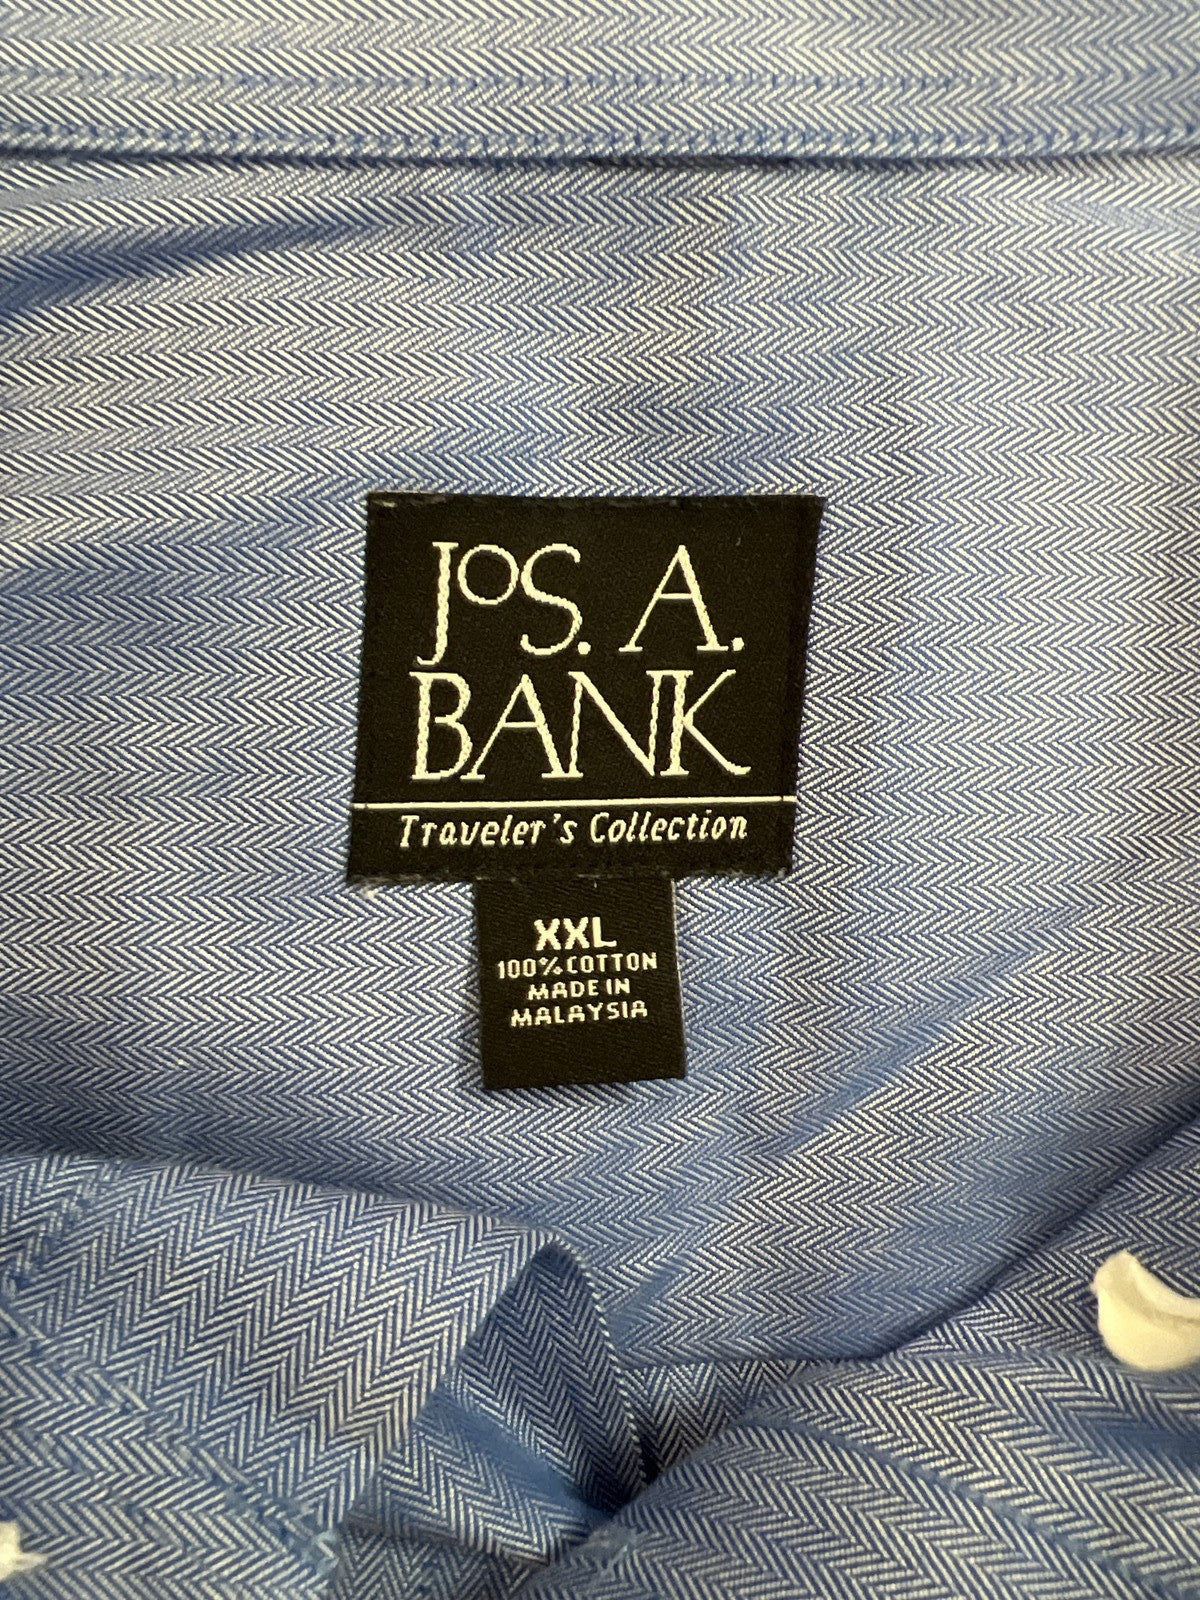 JoS. A.
BANK
Traveler's Collection
XXL
100% COTTON
MADE IN
MALAYSIA